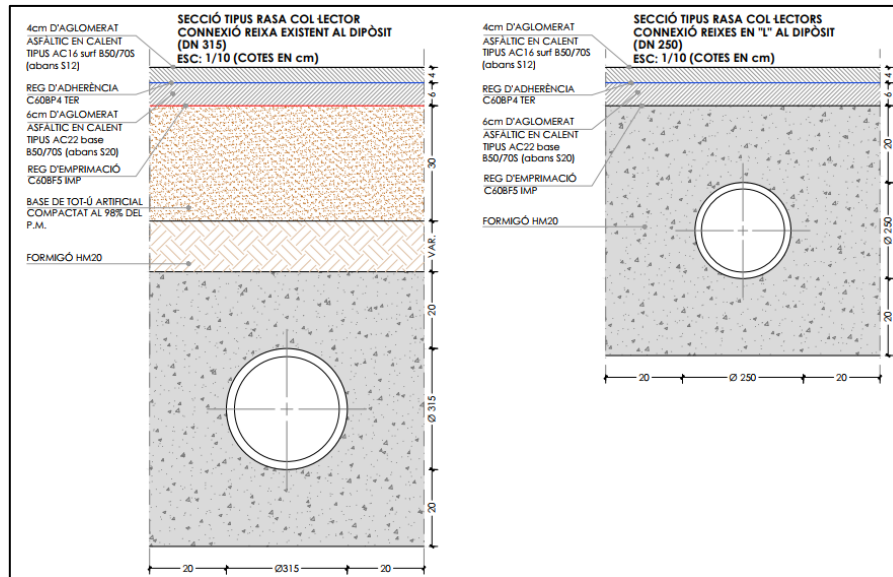 SECCIÓ TIPUS RASA COL·LECTOR
CONNEXIÓ REIXA EXISTENT AL DIPÒSIT
(DN 315)
ESC: 1/10 (COTES EN cm)
4cm D'AGLOMERAT
ASFÀLTIC EN CALENT
TIPUS AC16 surf B50/70S
(abans S12)
REG D'ADHERÈNCIA
C60BP4 TER
6cm D'AGLOMERAT
ASFÀLTIC EN CALENT
TIPUS AC22 base
B50/70S (abans S20)
REG D'EMPRIMACIÓ
C60BF5 IMP
BASE DE TOT-Ú ARTIFICIAL
COMPACTAT AL 98% DEL
P.M.
FORMIGÓ HM20
4
6
30
VAR.
20
Ø 315
20
20
Ø315
20
SECCIÓ TIPUS RASA COL·LECTORS
CONNEXIÓ REIXES EN "L" AL DIPÒSIT
(DN 250)
ESC: 1/10 (COTES EN cm)
4cm D'AGLOMERAT
ASFÀLTIC EN CALENT
TIPUS AC16 surf B50/70S
(abans S12)
REG D'ADHERÈNCIA
C60BP4 TER
6cm D'AGLOMERAT
ASFÀLTIC EN CALENT
TIPUS AC22 base
B50/70S (abans S20)
REG D'EMPRIMACIÓ
C60BF5 IMP
FORMIGÓ HM20
4
6
20
Ø 250
20
20
Ø 250
20